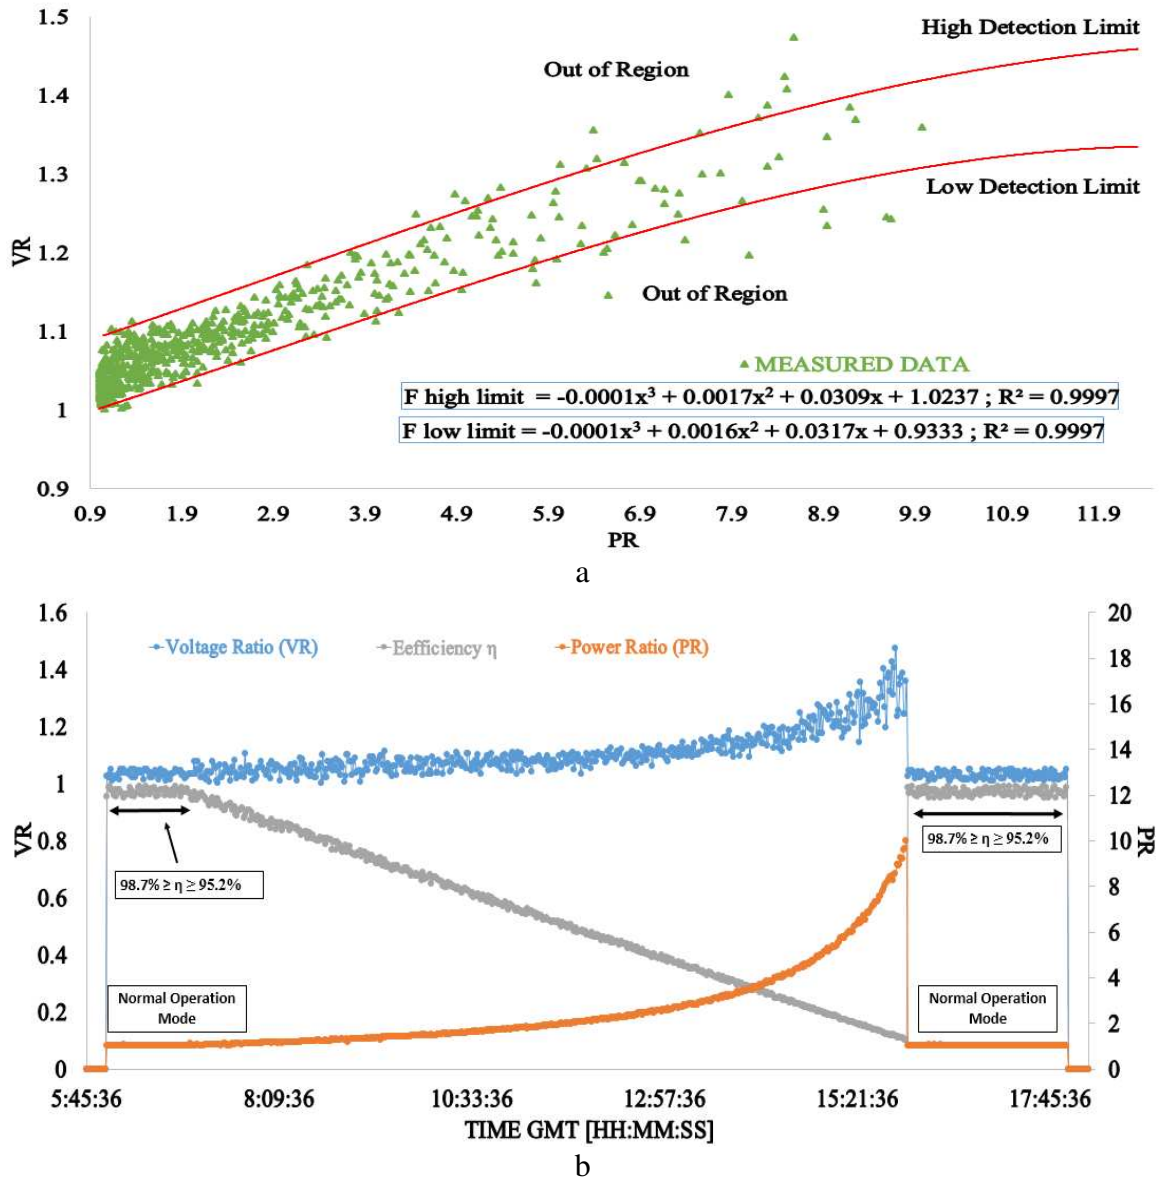 1.5
High Detection Limit
Out of Region
1.4
1.3
Low Detection Limit
VR
1.2
Out of Region
1.1
MEASURED DATA
F high limit = -0.0001x³ + 0.0017x² + 0.0309x + 1.0237 ; R² = 0.9997
1
F low limit = -0.0001x³ + 0.0016x² + 0.0317x + 0.9333 ; R² = 0.9997
0.9
0.9 1.9 2.9 3.9 4.9 5.9 6.9 7.9 8.9 9.9 10.9 11.9
PR
a
1.6 20
Voltage Ratio (VR) Eefficiency η Power Ratio (PR)
1.4 18
16
1.2 14
1 12
VR 0.8 10 PR
98.7% ≥ η ≥ 95.2%
98.7% ≥ η ≥ 95.2%
8
0.6
6
0.4
4
Normal Operation
Mode
Normal Operation
Mode
0.2 2
0 0
5:45:36 8:09:36 10:33:36 12:57:36 15:21:36 17:45:36
TIME GMT [HH:MM:SS]
b